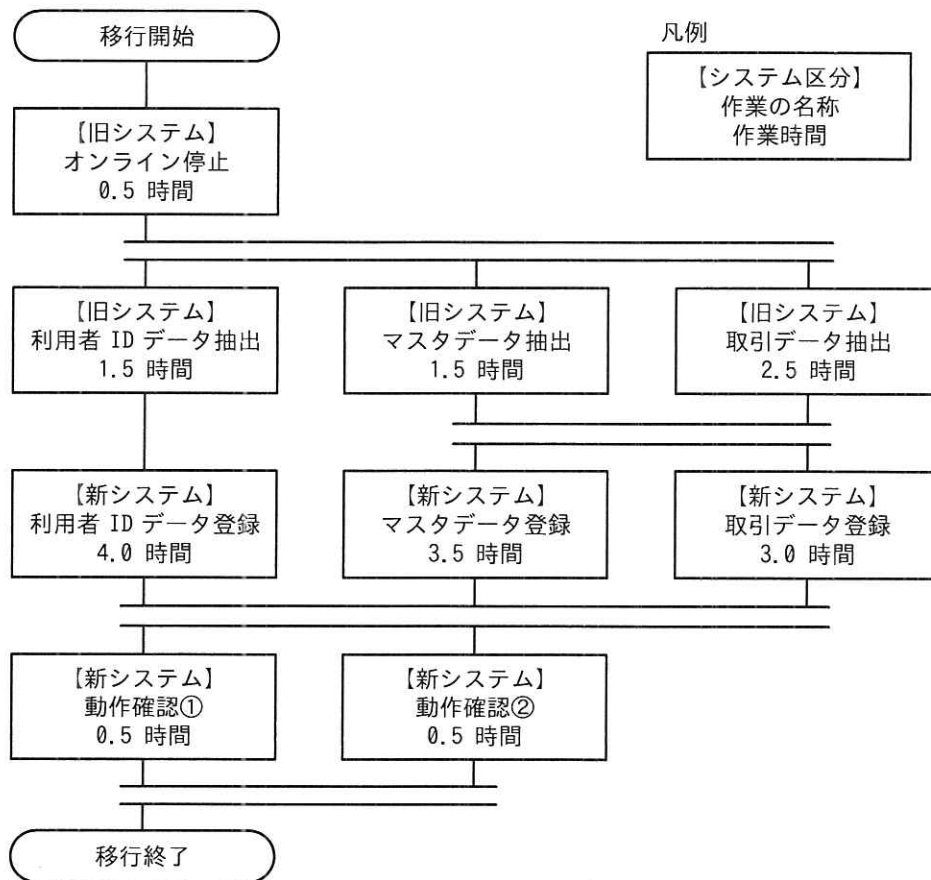 移行開始
凡例
【システム区分】
作業の名称
作業時間
【旧システム】
オンライン停止
0.5 時間
【旧システム】
利用者 ID データ抽出
1.5 時間
【旧システム】
マスタデータ抽出
1.5 時間
【旧システム】
取引データ抽出
2.5 時間
【新システム】
利用者 ID データ登録
4.0 時間
【新システム】
マスタデータ登録
3.5 時間
【新システム】
取引データ登録
3.0 時間
【新システム】
動作確認①
0.5 時間
【新システム】
動作確認②
0.5 時間
移行終了